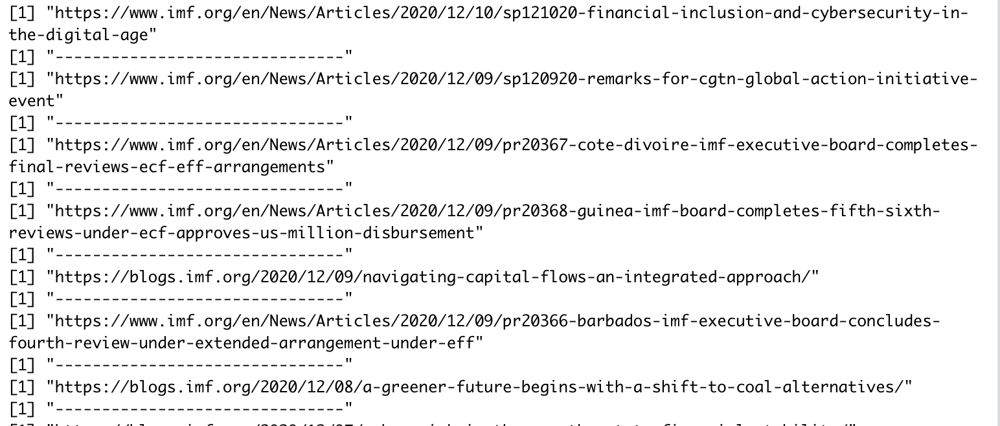 [1] "https://www.imf.org/en/News/Articles/2020/12/10/sp121020-financial-inclusion-and-cybersecurity-in-
the-digital-age"
[1] "-------------------------------"
[1] "https://www.imf.org/en/News/Articles/2020/12/09/sp120920-remarks-for-cgtn-global-action-initiative-
event"
[1] "-------------------------------"
[1] "https://www.imf.org/en/News/Articles/2020/12/09/pr20367-cote-divoire-imf-executive-board-completes-
final-reviews-ecf-eff-arrangements"
[1] "-------------------------------"
[1] "https://www.imf.org/en/News/Articles/2020/12/09/pr20368-guinea-imf-board-completes-fifth-sixth-
reviews-under-ecf-approves-us-million-disbursement"
[1] "-------------------------------"
[1] "https://blogs.imf.org/2020/12/09/navigating-capital-flows-an-integrated-approach/"
[1] "-------------------------------"
[1] "https://www.imf.org/en/News/Articles/2020/12/09/pr20366-barbados-imf-executive-board-concludes-
fourth-review-under-extended-arrangement-under-eff"
[1] "-------------------------------"
[1] "https://blogs.imf.org/2020/12/08/a-greener-future-begins-with-a-shift-to-coal-alternatives/"
[1] "-------------------------------"